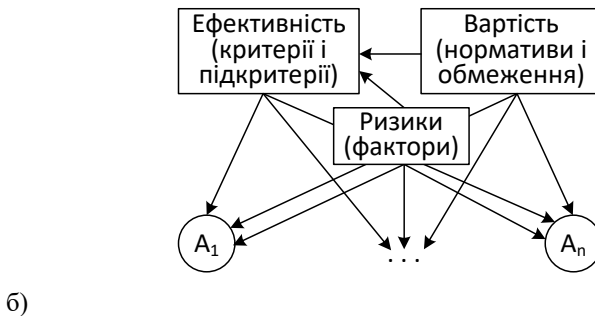 Ефективність
(критерії і
підкритерії)
Вартість
(нормативи і
обмеження)
Ризики
(фактори)
A1
. . .
An
б)